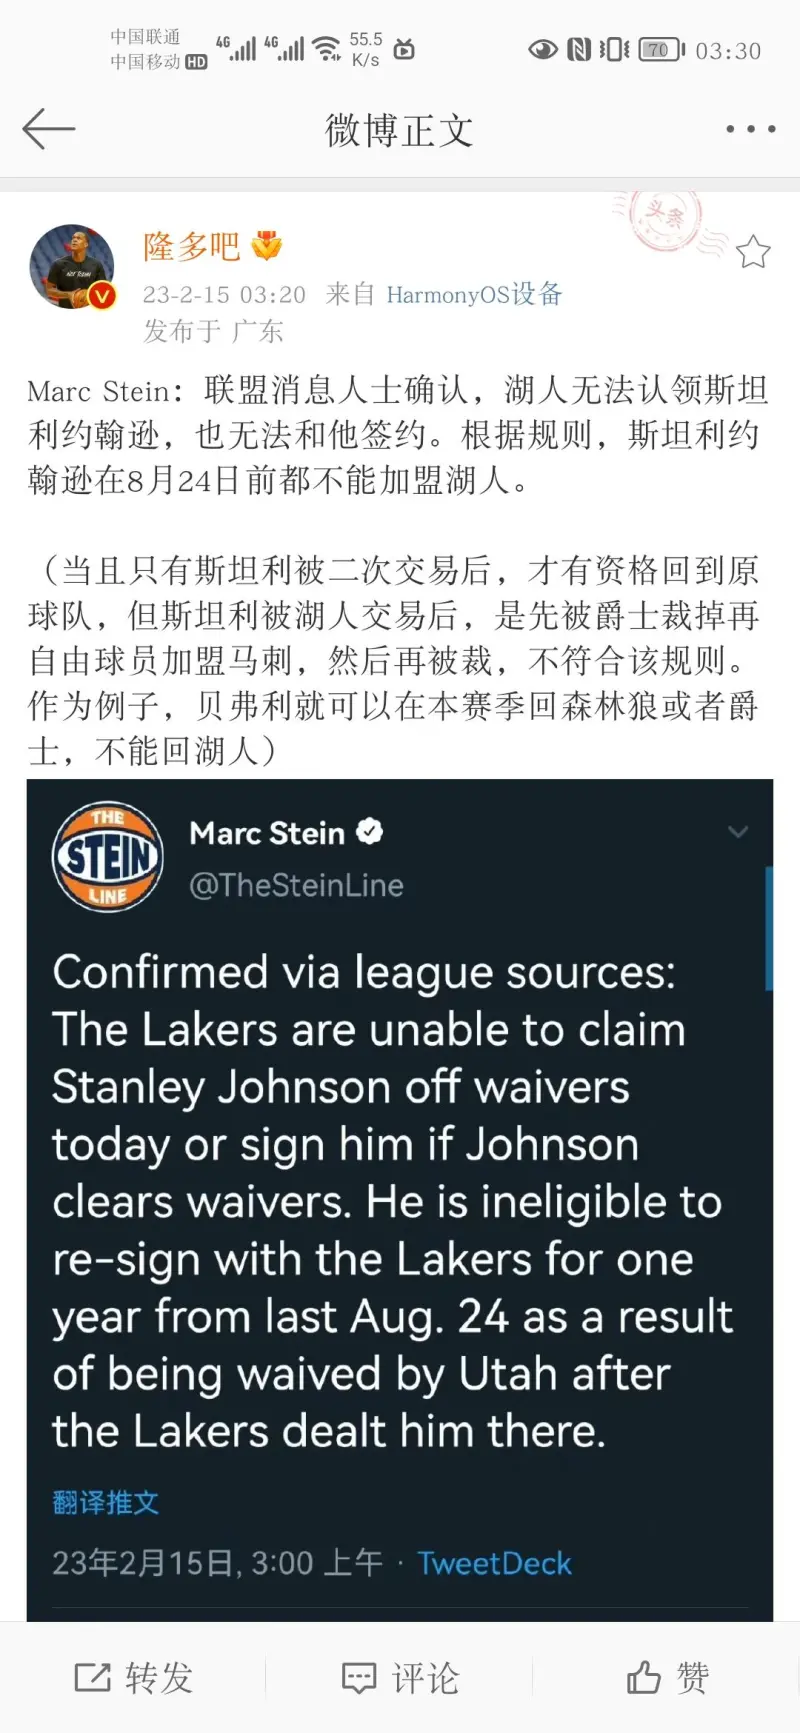 中国联通
中国移动 HD
4G 4G 55.5 K/s 70 03:30
微博正文
头条
隆多吧
23-2-15 03:20 来自 HarmonyOS设备
发布于 广东
Marc Stein：联盟消息人士确认，湖人无法认领斯坦
利约翰逊，也无法和他签约。根据规则，斯坦利约
翰逊在8月24日前都不能加盟湖人。
（当且只有斯坦利被二次交易后，才有资格回到原
球队，但斯坦利被湖人交易后，是先被爵士裁掉再
自由球员加盟马刺，然后再被裁，不符合该规则。
作为例子，贝弗利就可以在本赛季回森林狼或者爵
士，不能回湖人）
THE
STEIN
LINE
Marc Stein
@TheSteinLine
Confirmed via league sources:
The Lakers are unable to claim
Stanley Johnson off waivers
today or sign him if Johnson
clears waivers. He is ineligible to
re-sign with the Lakers for one
year from last Aug. 24 as a result
of being waived by Utah after
the Lakers dealt him there.
翻译推文
23年2月15日, 3:00 上午 · TweetDeck
转发 评论 赞